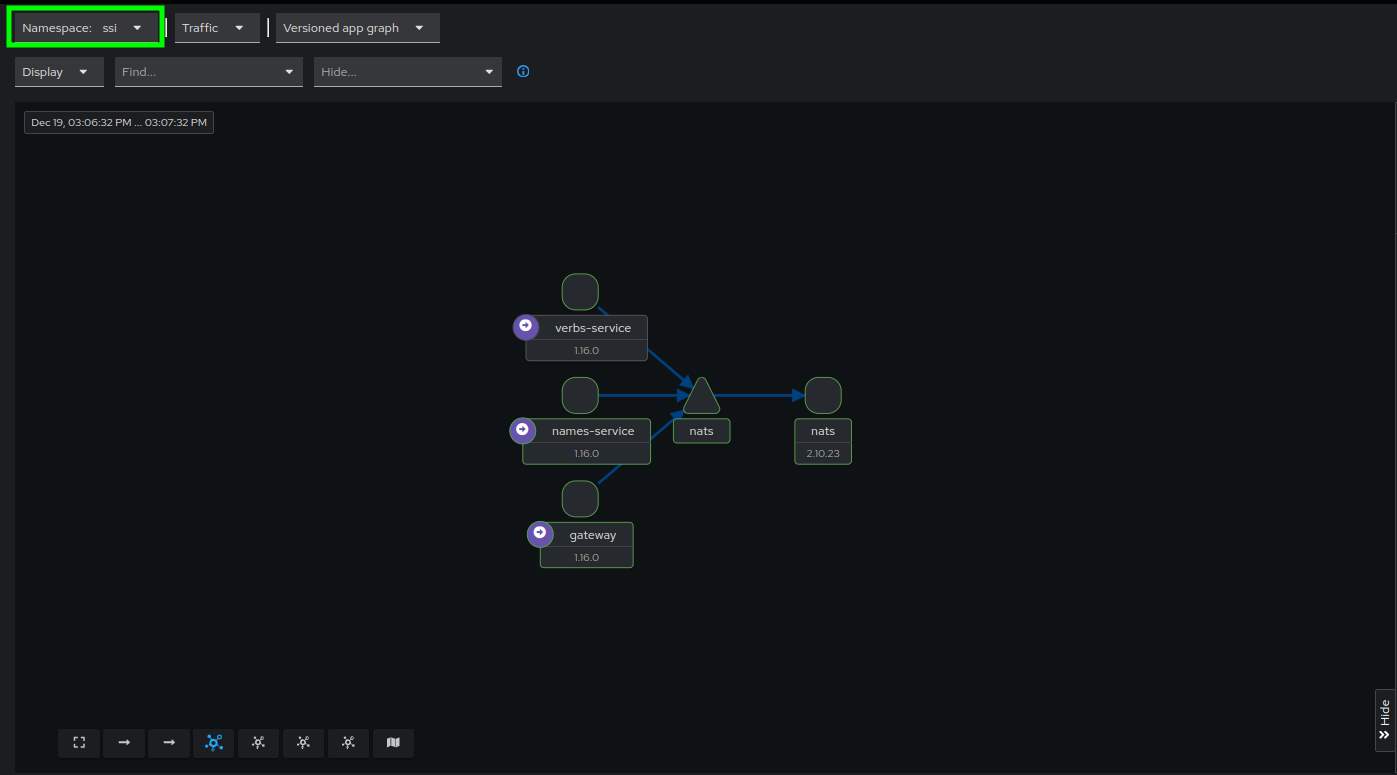 Namespace: ssi
Traffic
Versioned app graph
Display
Find...
Hide...
Dec 19, 03:06:32 PM ... 03:07:32 PM
verbs-service
1.16.0
names-service
1.16.0
nats
nats
2.10.23
gateway
1.16.0
Hide